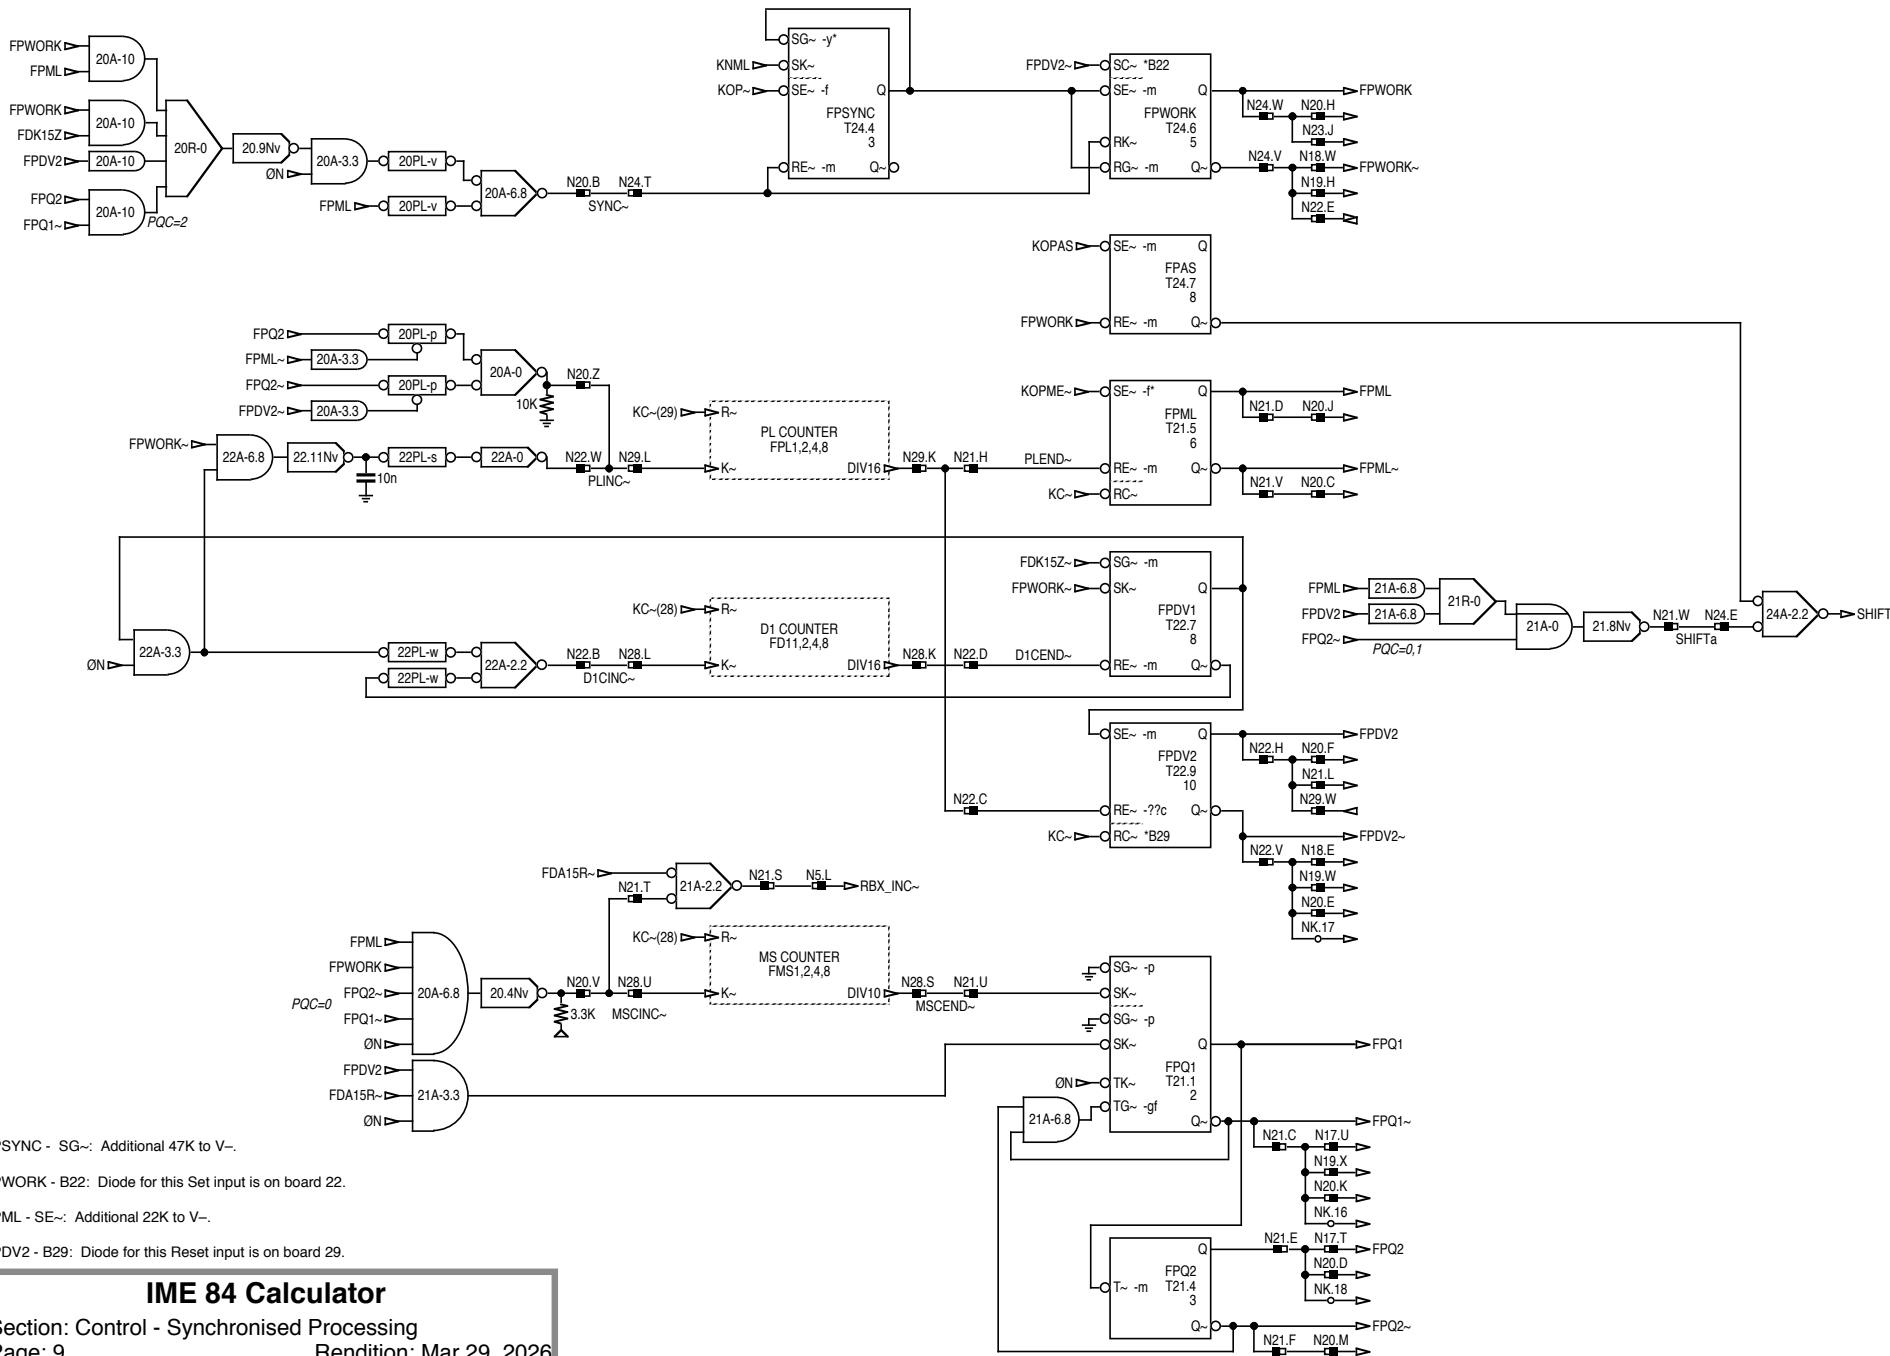 FPWORK
FPML
20A-10
FPWORK
FDK15Z
20A-10
FPDV2
20A-10
FPQ2
FPQ1~
20A-10
PQC=2
20R-0
20.9Nv
ØN
20A-3.3
20PL-v
FPML
20PL-v
20A-6.8
N20.B N24.T
SYNC~
KNML
KOP~
SG~ -y*
SK~
SE~ -f Q
FPSYNC
T24.4
3
RE~ -m Q~
FPDV2~
SC~ *B22
SE~ -m Q
FPWORK
T24.6
5
RK~
RG~ -m Q~
FPWORK
N24.W N20.H
N23.J
N24.V N18.W
FPWORK~
N19.H
N22.E
KOPAS
SE~ -m Q
FPAS
T24.7
8
FPWORK
RE~ -m Q~
FPQ2
20PL-p
FPML~
20A-3.3
FPQ2~
20PL-p
FPDV2~
20A-3.3
20A-0
10K
N20.Z
FPWORK~
22A-6.8
22.11Nv
10n
22PL-s
22A-0
N22.W N29.L
PLINC~
KC~(29)
R~
PL COUNTER
FPL1,2,4,8
K~ DIV16
N29.K N21.H
PLEND~
KOPME~
SE~ -f* Q
FPML
T21.5
6
RE~ -m Q~
KC~
RC~
FPML
N21.D N20.J
FPML~
N21.V N20.C
ØN
22A-3.3
22PL-w
22PL-w
22A-2.2
N22.B N28.L
D1CINC~
KC~(28)
R~
D1 COUNTER
FD11,2,4,8
K~ DIV16
N28.K N22.D
D1CEND~
FDK15Z~
SG~ -m
FPWORK~
SK~ Q
FPDV1
T22.7
8
RE~ -m Q~
FPML
21A-6.8
FPDV2
21A-6.8
21R-0
FPQ2~
PQC=0,1
21A-0
21.8Nv
N21.W N24.E
SHIFTa
24A-2.2
SHIFT
SE~ -m Q
FPDV2
T22.9
10
N22.C
RE~ -??c Q~
KC~
RC~ *B29
FPDV2
N22.H N20.F
N21.L
N29.W
FPDV2~
N22.V N18.E
N19.W
N20.E
NK.17
FDA15R~
N21.T
21A-2.2
N21.S N5.L
RBX_INC~
FPML
FPWORK
FPQ2~
PQC=0
FPQ1~
ØN
20A-6.8
20.4Nv
3.3K
N20.V N28.U
MSCINC~
KC~(28)
R~
MS COUNTER
FMS1,2,4,8
K~ DIV10
N28.S N21.U
MSCEND~
FPDV2
FDA15R~
ØN
21A-3.3
SG~ -p
SK~
SG~ -p
SK~ Q
FPQ1
T21.1
2
ØN
TK~
TG~ -gf
Q~
21A-6.8
FPQ1
FPQ1~
N21.C N17.U
N19.X
N20.K
NK.16
Q
FPQ2
T21.4
3
T~ -m
Q~
N21.E N17.T
FPQ2
N20.D
NK.18
FPQ2~
N21.F N20.M
PSYNC - SG~: Additional 47K to V–.
PWORK - B22: Diode for this Set input is on board 22.
PML - SE~: Additional 22K to V–.
PDV2 - B29: Diode for this Reset input is on board 29.
IME 84 Calculator
Section: Control - Synchronised Processing
Page: 9 Rendition: Mar 29, 2026